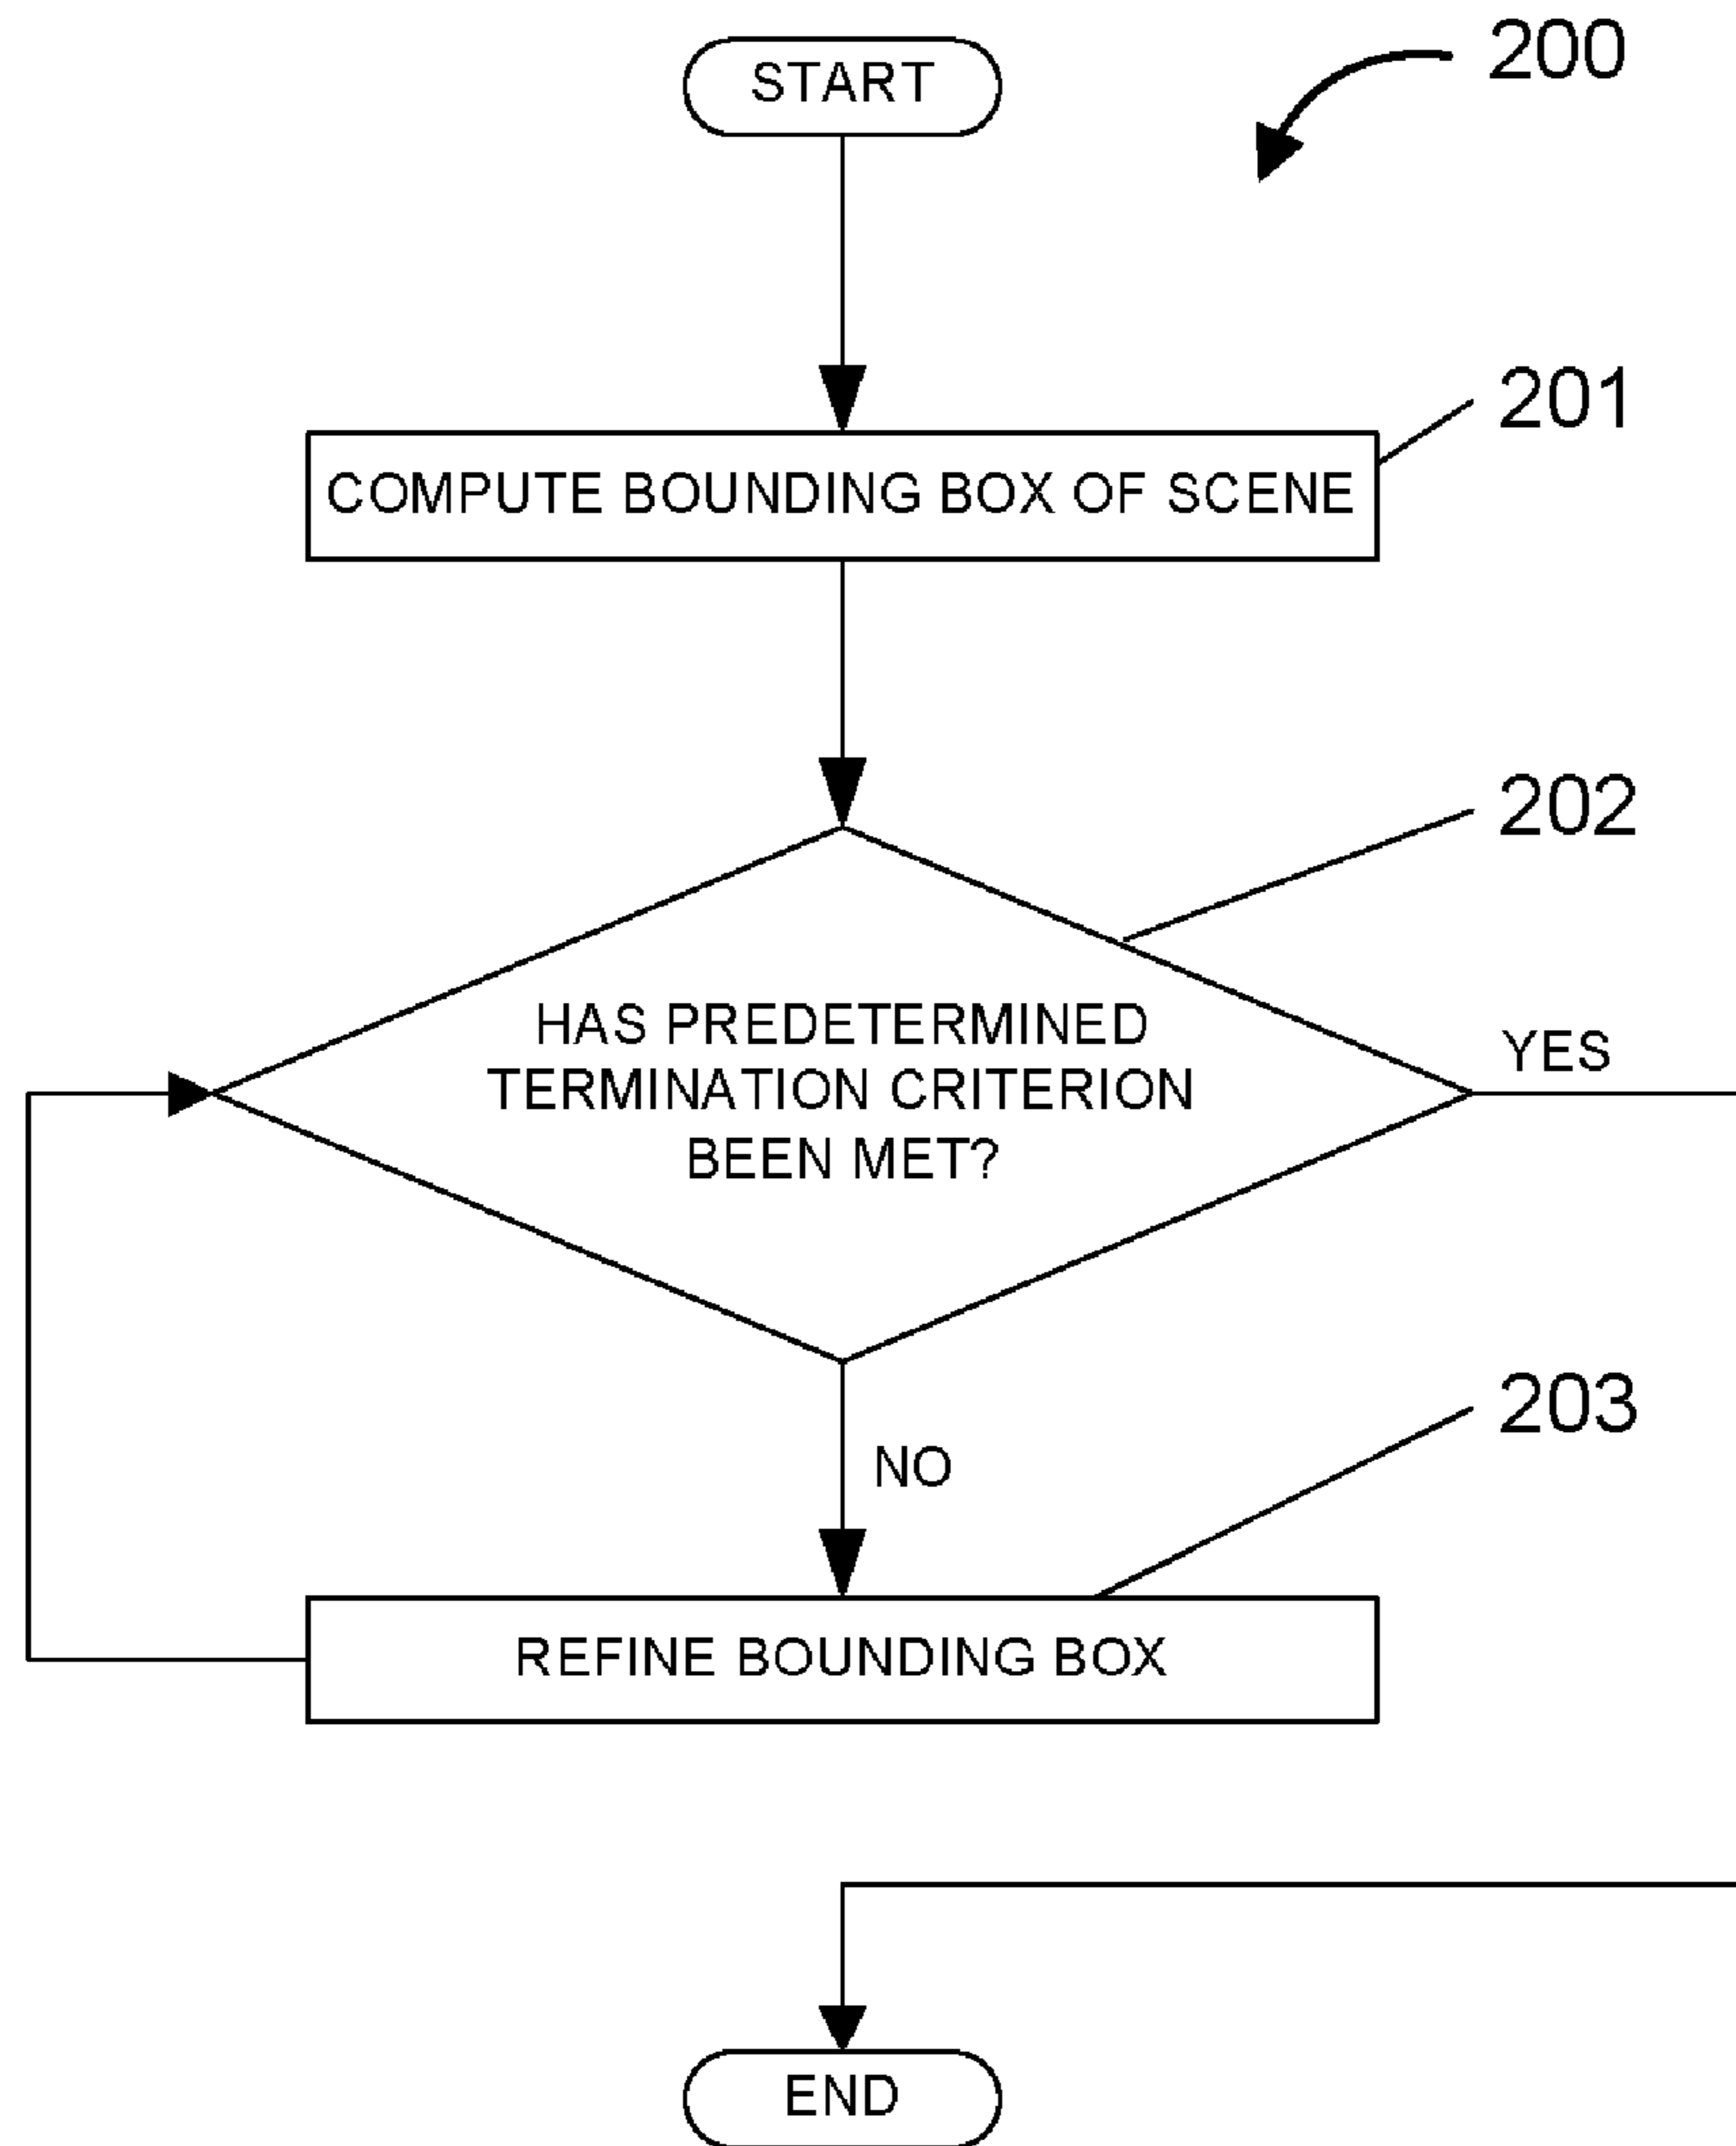 START
200
201
COMPUTE BOUNDING BOX OF SCENE
202
HAS PREDETERMINED
TERMINATION CRITERION
BEEN MET?
YES
203
NO
REFINE BOUNDING BOX
END